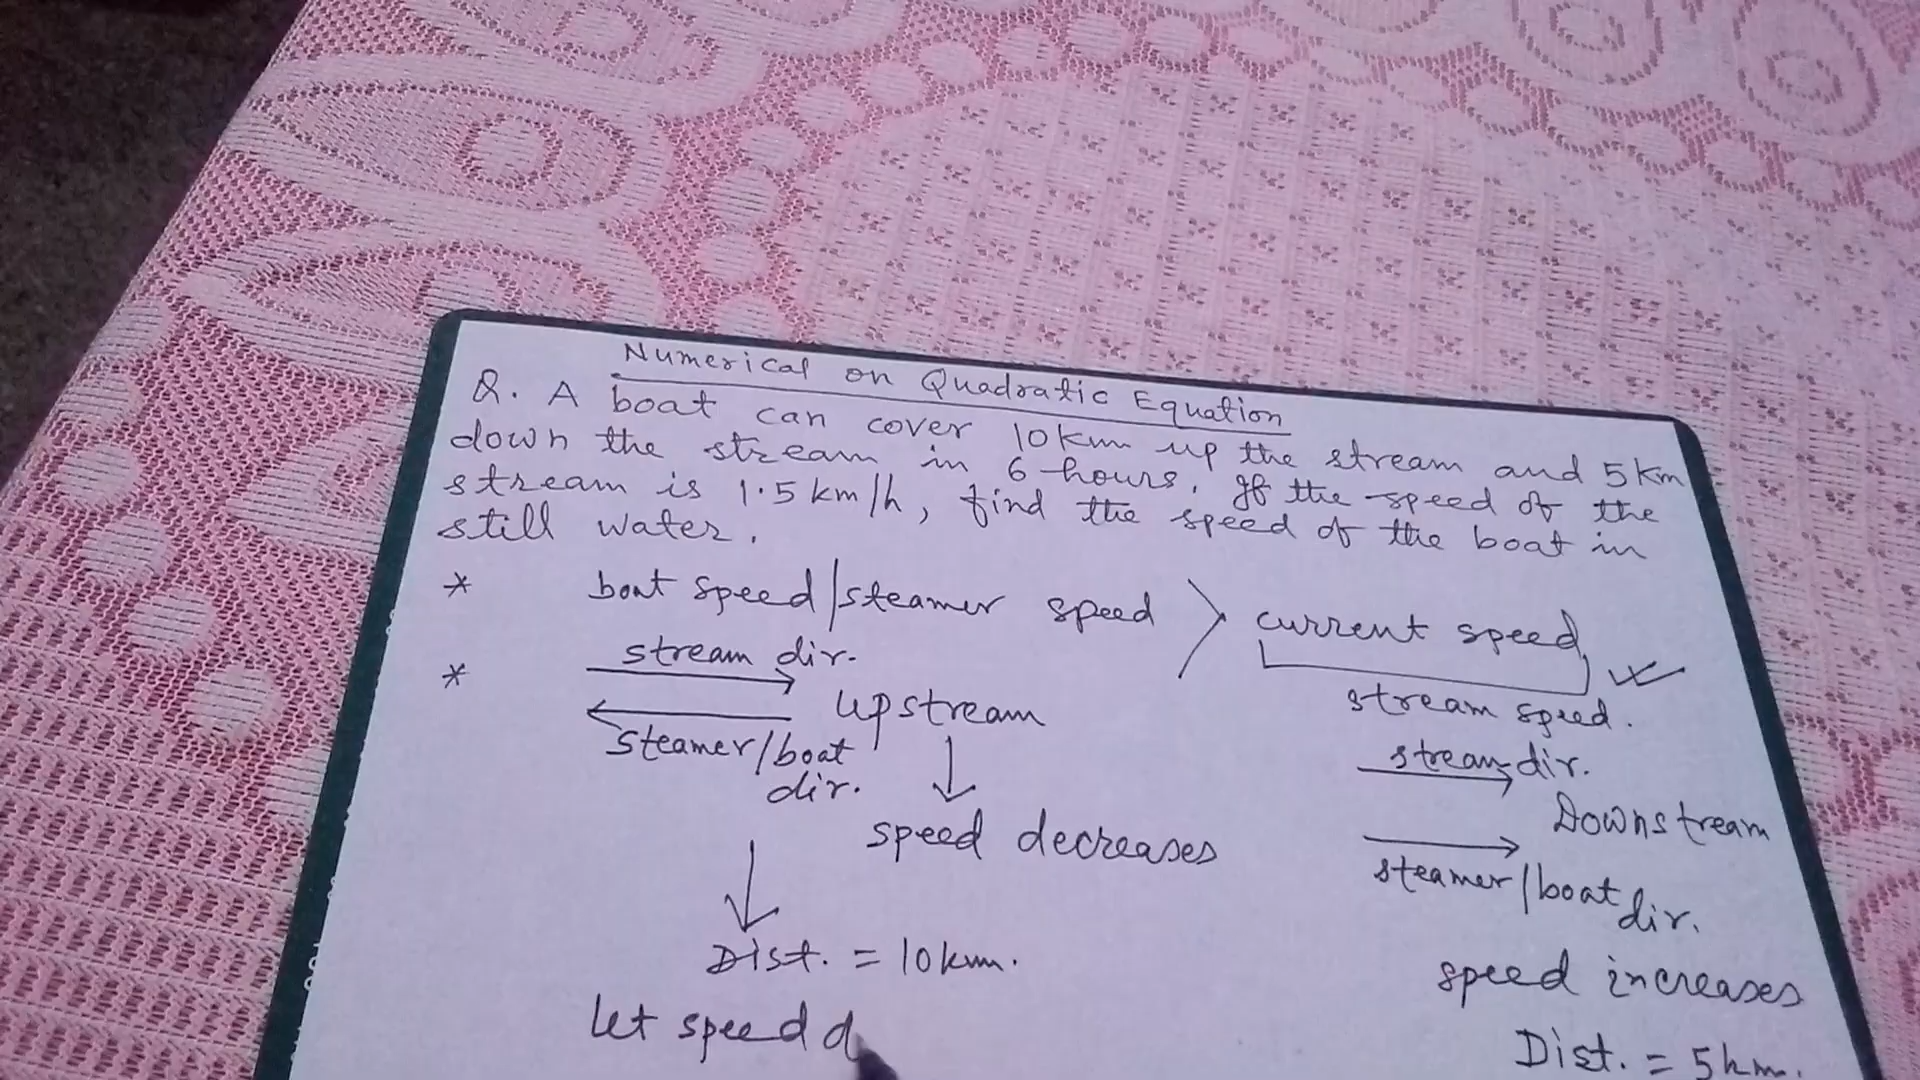 Numerical on Quadratic Equation
Q. A boat can cover 10km up the stream and 5km
down the stream in 6 hours. If the speed of the
stream is 1.5 km/h, find the speed of the boat in
still water.
* boat speed/steamer speed > current speed
stream speed.
* stream dir.
upstream
steamer/boat
dir.
speed decreases
Dist. = 10km.
Let speed d
stream dir.
Downstream
steamer/boat dir.
speed increases
Dist. = 5km.